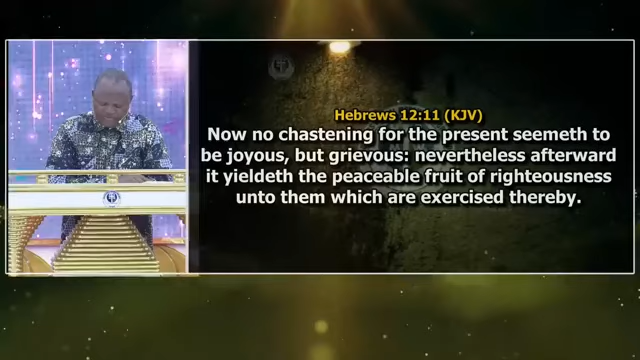 Hebrews 12:11 (KJV)
Now no chastening for the present seemeth to
be joyous, but grievous: nevertheless afterward
it yieldeth the peaceable fruit of righteousness
unto them which are exercised thereby.